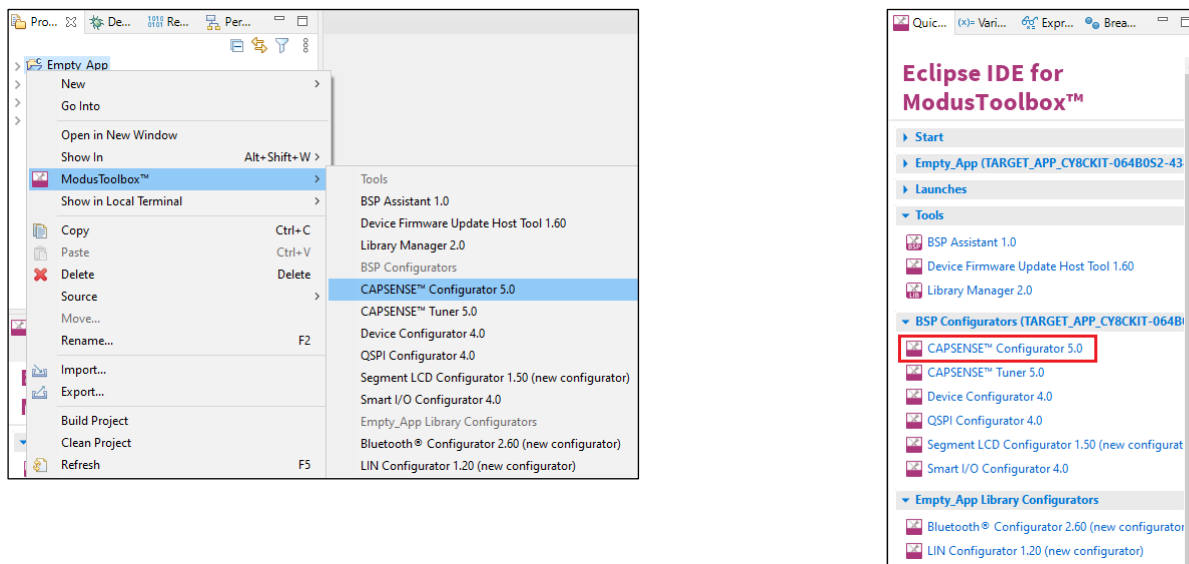 Pro... De... Re... Per...
Empty_App
New
Go Into
Open in New Window
Show In Alt+Shift+W >
ModusToolbox™
Show in Local Terminal
Copy Ctrl+C
Paste Ctrl+V
Delete Delete
Source
Move...
Rename... F2
Import...
Export...
Build Project
Clean Project
Refresh F5
Tools
BSP Assistant 1.0
Device Firmware Update Host Tool 1.60
Library Manager 2.0
BSP Configurators
CAPSENSE™ Configurator 5.0
CAPSENSE™ Tuner 5.0
Device Configurator 4.0
QSPI Configurator 4.0
Segment LCD Configurator 1.50 (new configurator)
Smart I/O Configurator 4.0
Empty_App Library Configurators
Bluetooth® Configurator 2.60 (new configurator)
LIN Configurator 1.20 (new configurator)
Quic... (x)= Vari... Expr... Brea...
Eclipse IDE for
ModusToolbox™
Start
Empty_App (TARGET_APP_CY8CKIT-064B0S2-43
Launches
Tools
BSP Assistant 1.0
Device Firmware Update Host Tool 1.60
Library Manager 2.0
BSP Configurators (TARGET_APP_CY8CKIT-064B
CAPSENSE™ Configurator 5.0
CAPSENSE™ Tuner 5.0
Device Configurator 4.0
QSPI Configurator 4.0
Segment LCD Configurator 1.50 (new configurat
Smart I/O Configurator 4.0
Empty_App Library Configurators
Bluetooth® Configurator 2.60 (new configurator
LIN Configurator 1.20 (new configurator)